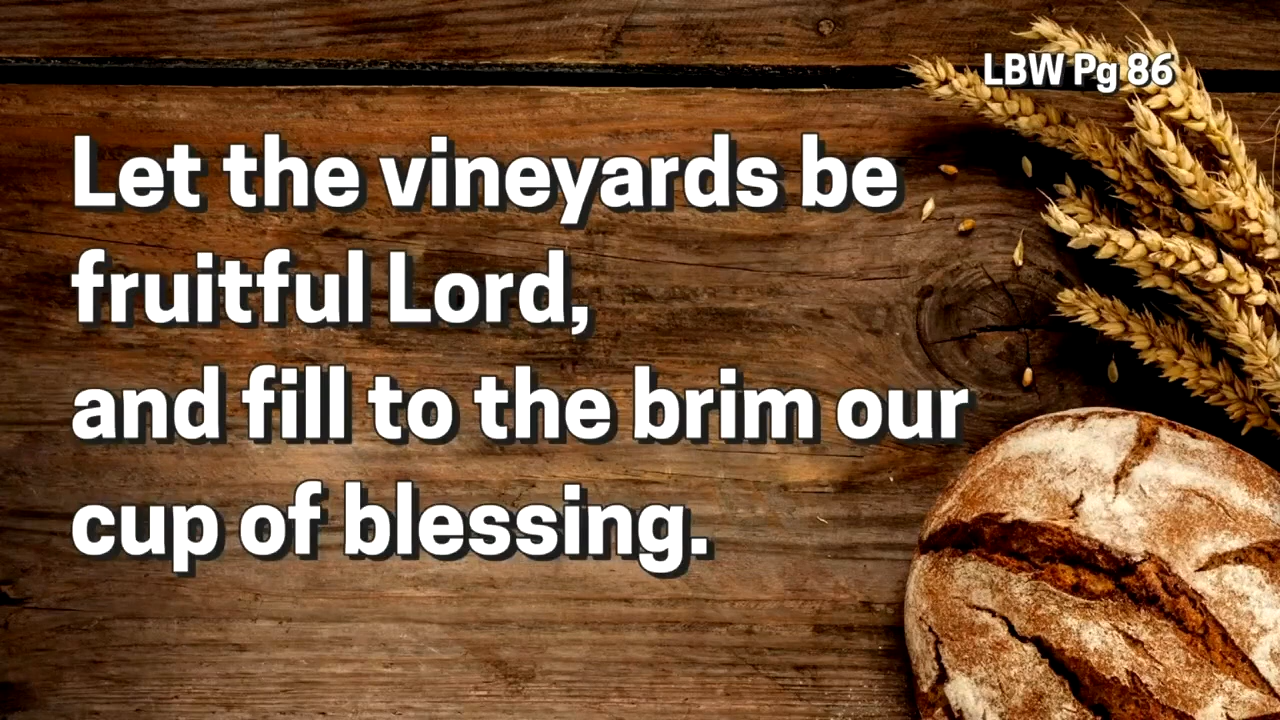 LBW Pg 86
Let the vineyards be
fruitful Lord,
and fill to the brim our
cup of blessing.